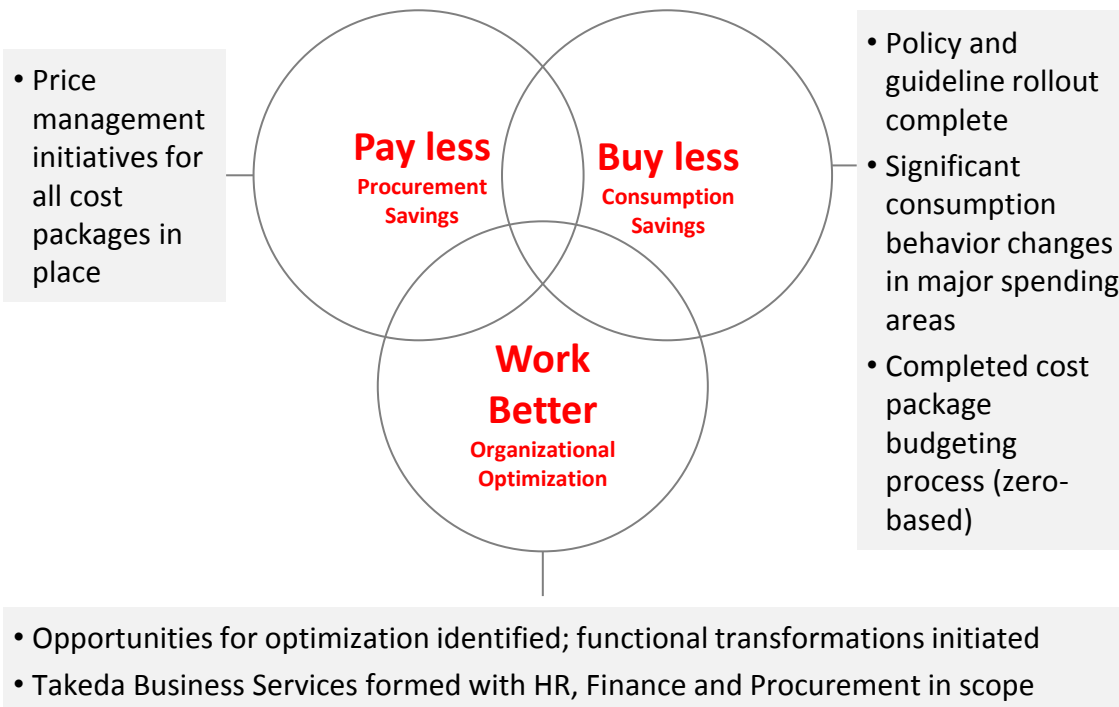 • Price
management
initiatives for
all cost
packages in
place
Pay less
Procurement
Savings
Buy less
Consumption
Savings
Work
Better
Organizational
Optimization
• Policy and
guideline rollout
complete
• Significant
consumption
behavior changes
in major spending
areas
• Completed cost
package
budgeting
process (zero-
based)
• Opportunities for optimization identified; functional transformations initiated
• Takeda Business Services formed with HR, Finance and Procurement in scope